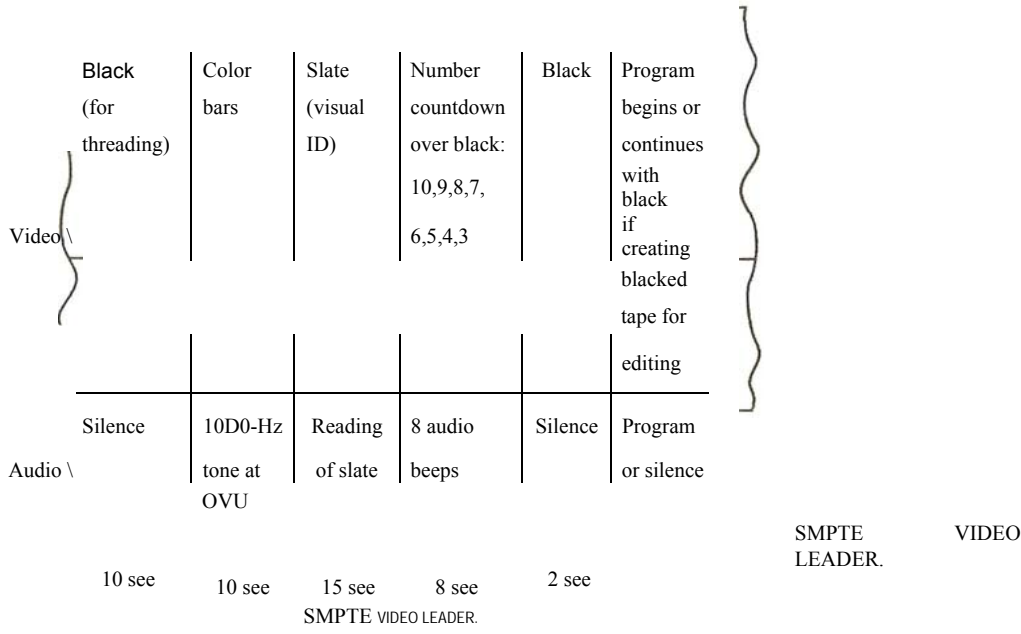 Black
(for
threading)
Color
bars
Slate
(visual
ID)
Number
countdown
over black:
10,9,8,7,
6,5,4,3
Black
Program
begins or
continues
with
black
if
creating
blacked
tape for
editing
Video \
Silence
10D0-Hz
tone at
OVU
Reading
of slate
8 audio
beeps
Silence
Program
or silence
Audio \
10 see
10 see
15 see
8 see
2 see
SMPTE VIDEO LEADER.
SMPTE VIDEO
LEADER.